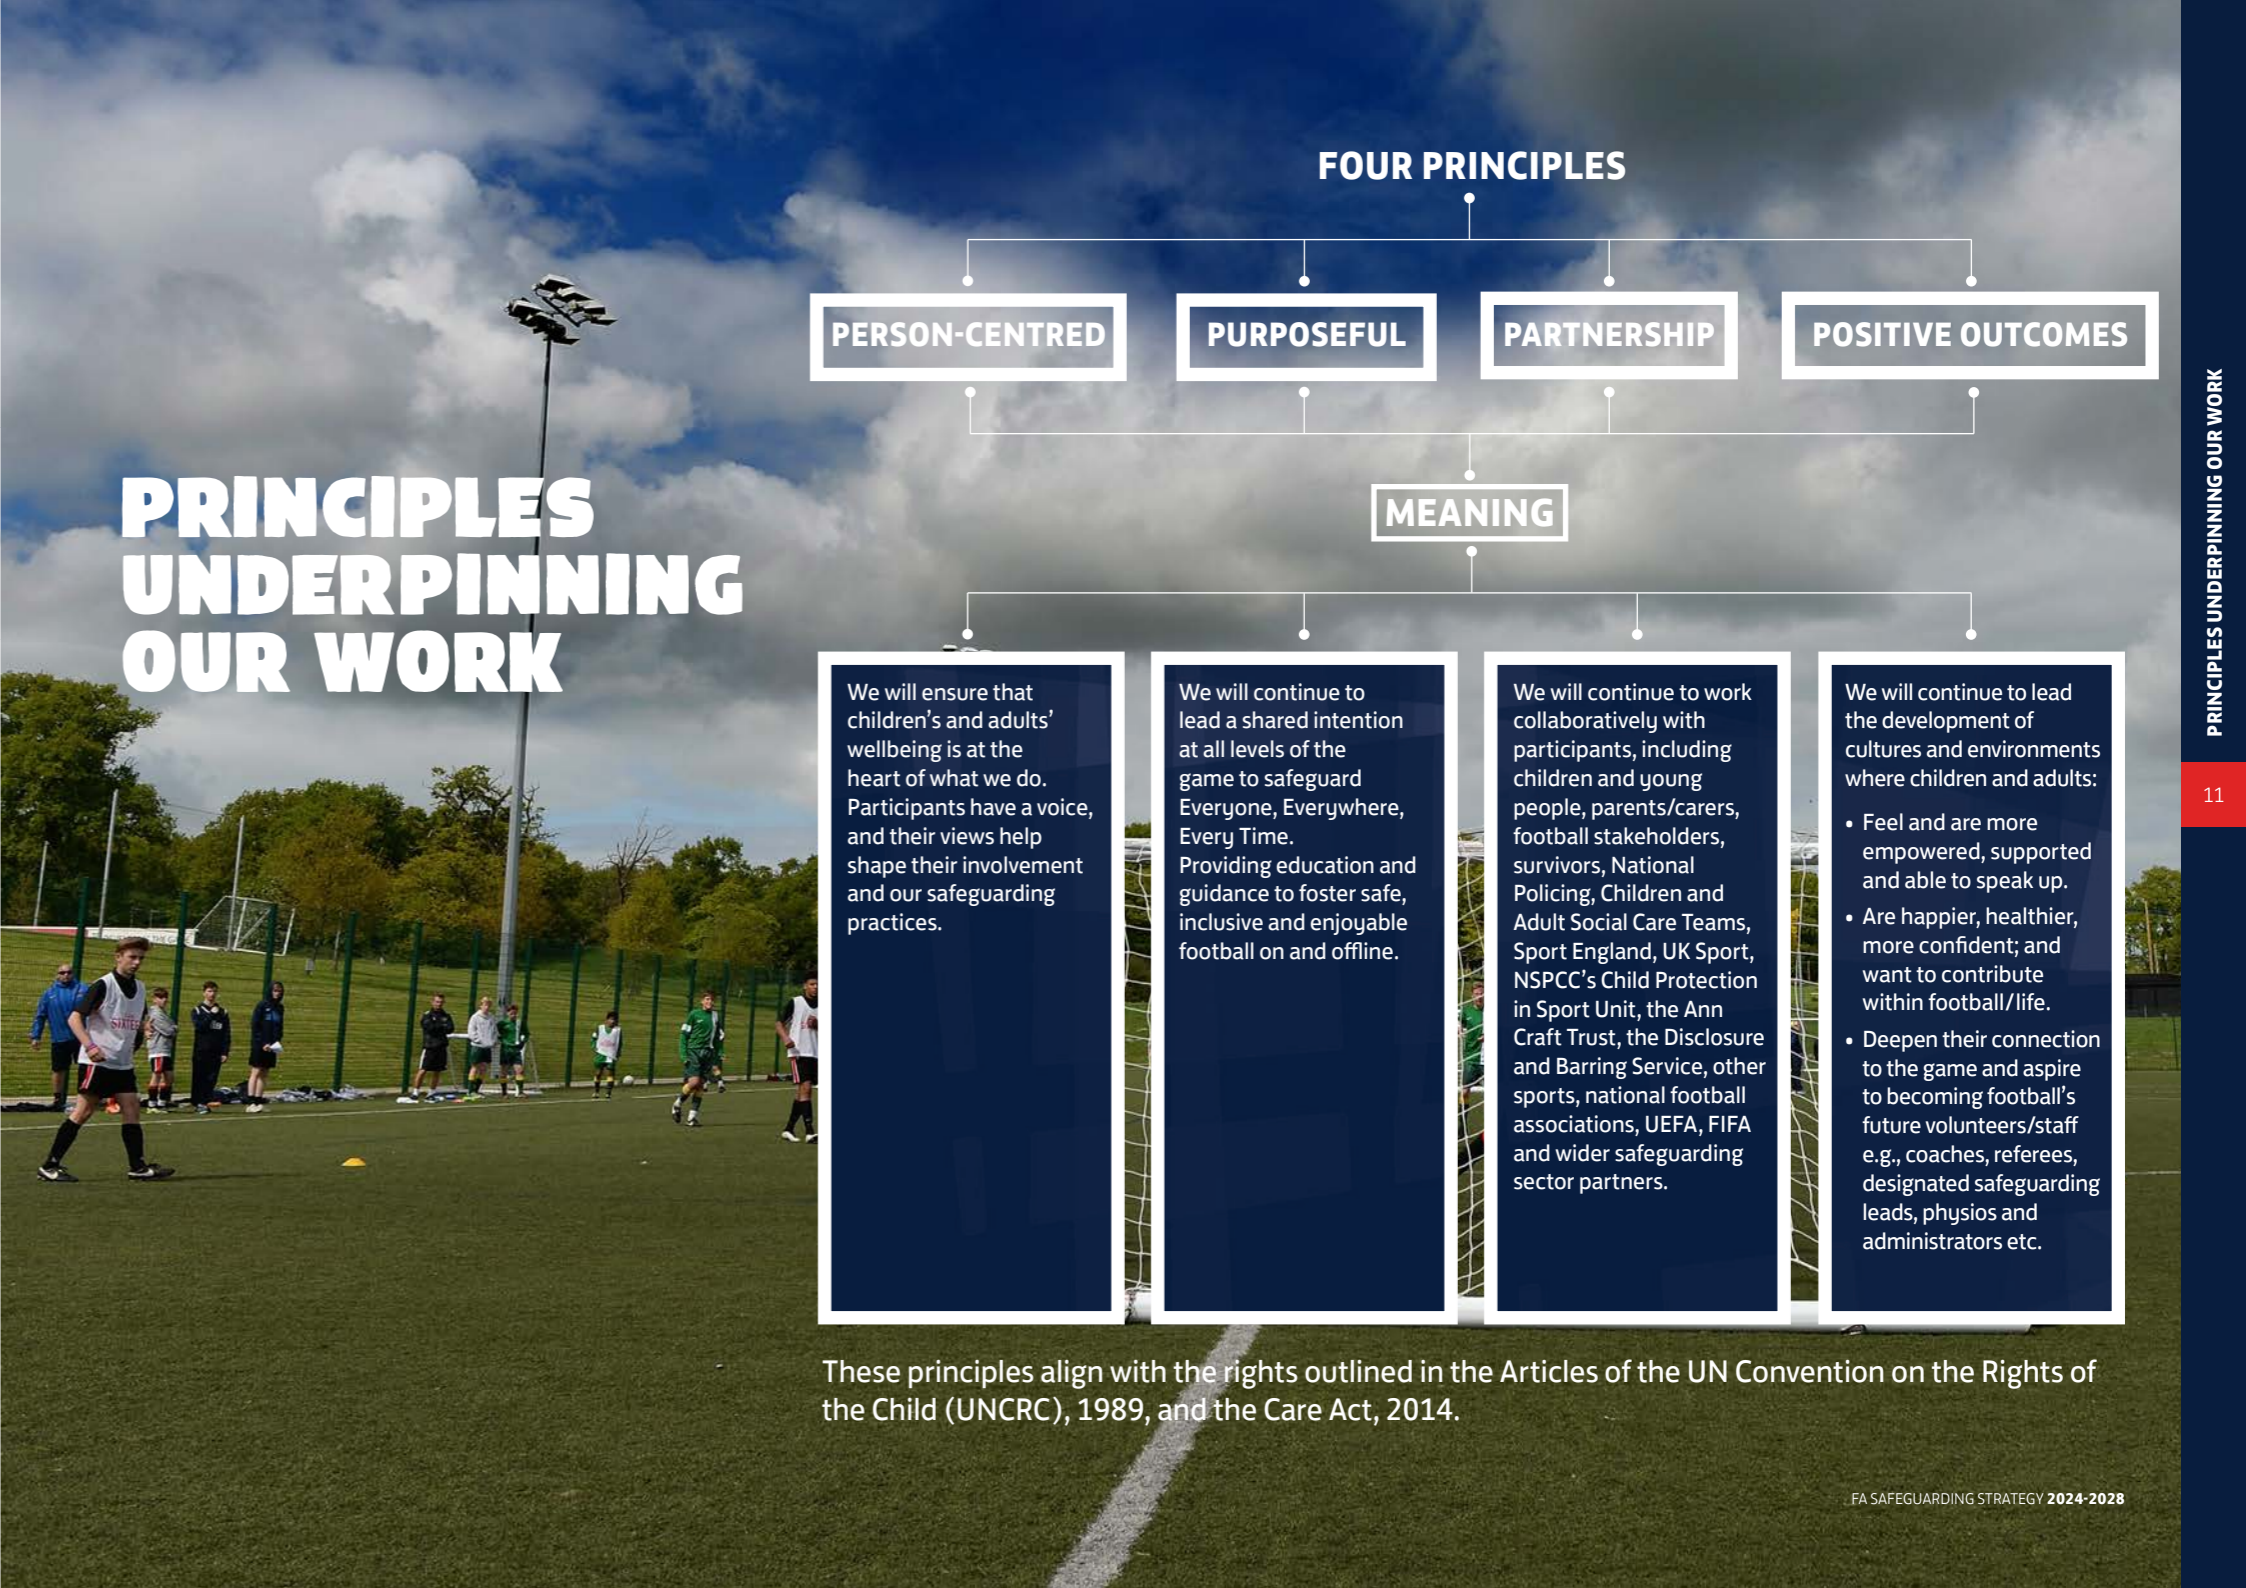 PRINCIPLES
UNDERPINNING
OUR WORK
FOUR PRINCIPLES
PERSON-CENTRED
PURPOSEFUL
PARTNERSHIP
POSITIVE OUTCOMES
MEANING
We will ensure that
children's and adults'
wellbeing is at the
heart of what we do.
Participants have a voice,
and their views help
shape their involvement
and our safeguarding
practices.
We will continue to
lead a shared intention
at all levels of the
game to safeguard
Everyone, Everywhere,
Every Time.
Providing education and
guidance to foster safe,
inclusive and enjoyable
football on and offline.
We will continue to work
collaboratively with
participants, including
children and young
people, parents/carers,
football stakeholders,
survivors, National
Policing, Children and
Adult Social Care Teams,
Sport England, UK Sport,
NSPCC's Child Protection
in Sport Unit, the Ann
Craft Trust, the Disclosure
and Barring Service, other
sports, national football
associations, UEFA, FIFA
and wider safeguarding
sector partners.
We will continue to lead
the development of
cultures and environments
where children and adults:
• Feel and are more
empowered, supported
and able to speak up.
• Are happier, healthier,
more confident; and
want to contribute
within football/life.
• Deepen their connection
to the game and aspire
to becoming football's
future volunteers/staff
e.g., coaches, referees,
designated safeguarding
leads, physios and
administrators etc.
These principles align with the rights outlined in the Articles of the UN Convention on the Rights of
the Child (UNCRC), 1989, and the Care Act, 2014.
FA SAFEGUARDING STRATEGY 2024-2028
PRINCIPLES UNDERPINNING OUR WORK
11